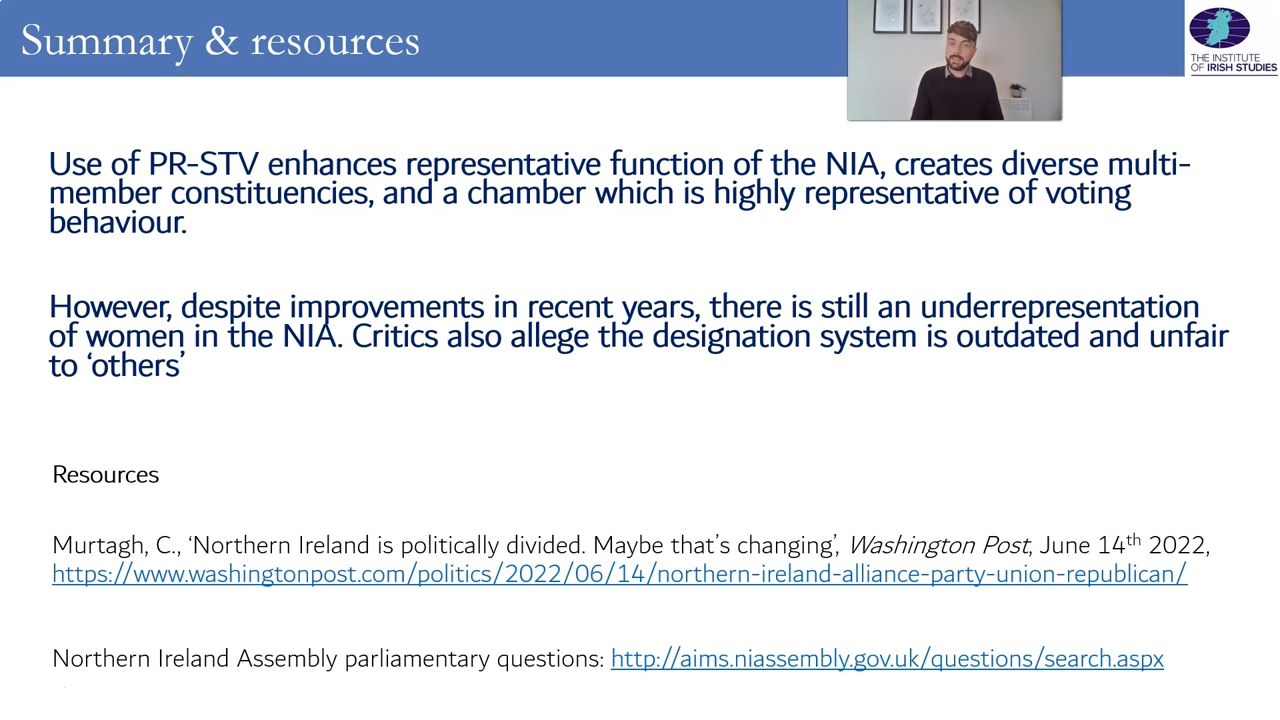 Summary & resources
THE INSTITUTE
OF IRISH STUDIES
Use of PR-STV enhances representative function of the NIA, creates diverse multi-
member constituencies, and a chamber which is highly representative of voting
behaviour.
However, despite improvements in recent years, there is still an underrepresentation
of women in the NIA. Critics also allege the designation system is outdated and unfair
to ‘others’
Resources
Murtagh, C., ‘Northern Ireland is politically divided. Maybe that’s changing’, Washington Post, June 14th 2022,
https://www.washingtonpost.com/politics/2022/06/14/northern-ireland-alliance-party-union-republican/
Northern Ireland Assembly parliamentary questions: http://aims.niassembly.gov.uk/questions/search.aspx